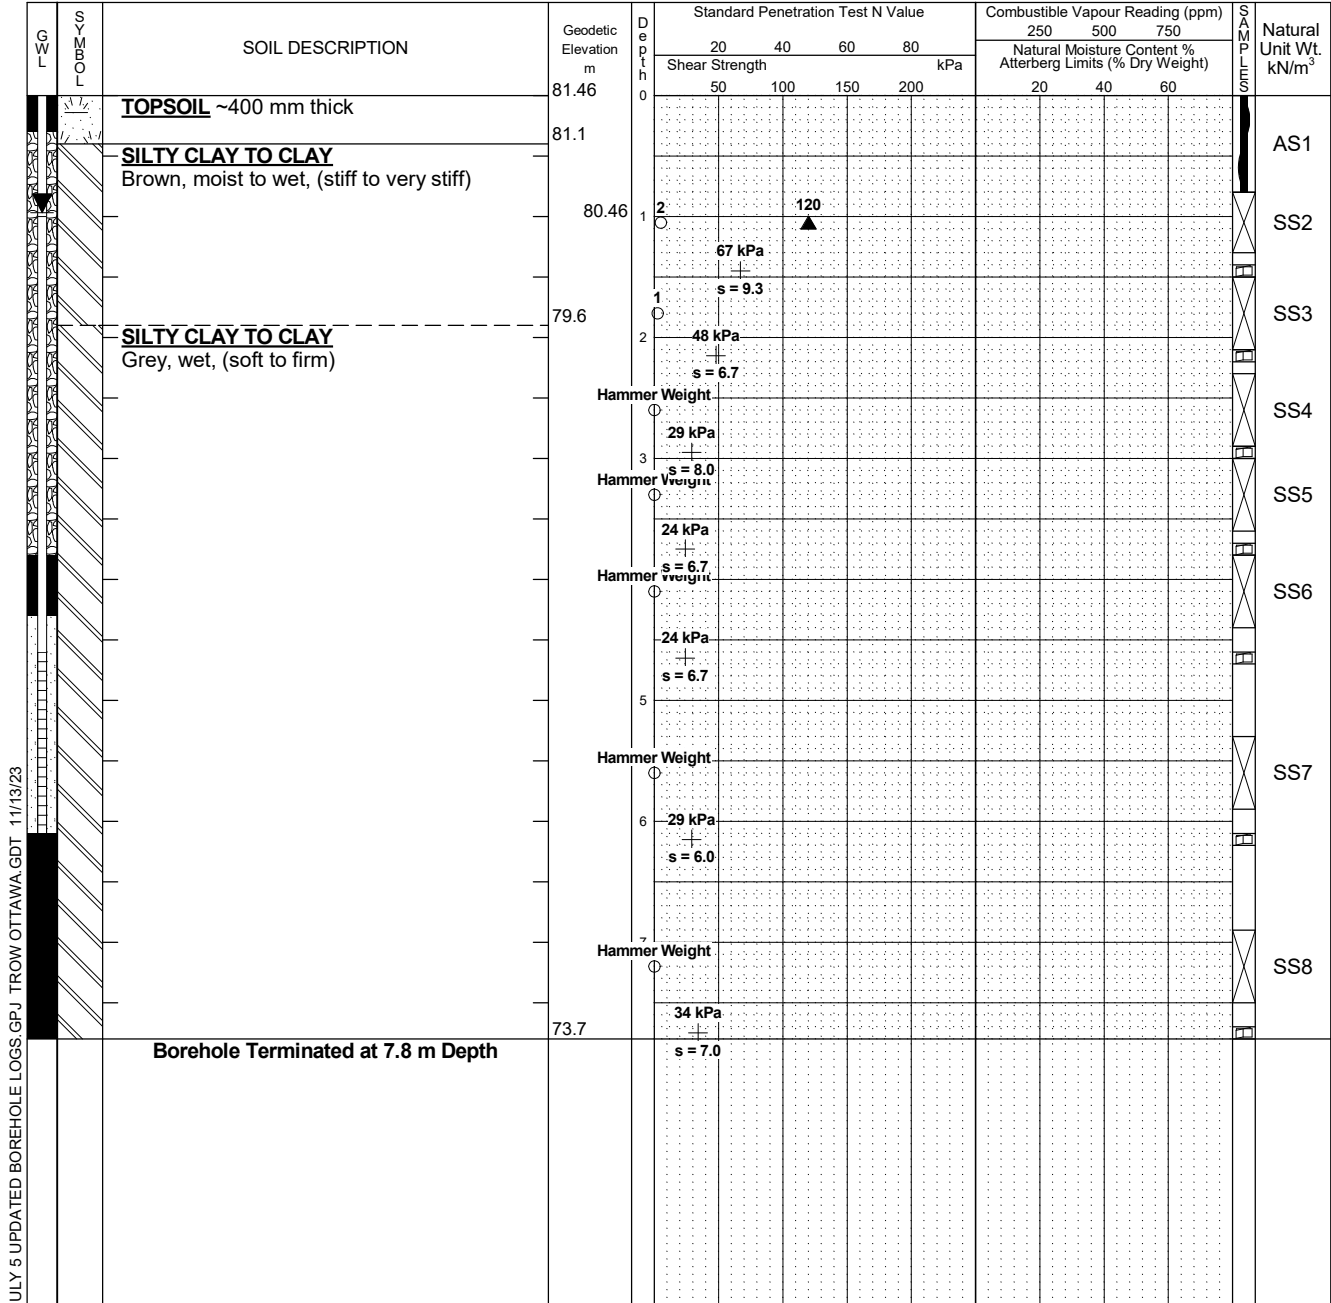 GWL
SYMBOL
SOIL DESCRIPTION
Geodetic
Elevation
m
Depth
Standard Penetration Test N Value
20 40 60 80
Shear Strength kPa
50 100 150 200
Combustible Vapour Reading (ppm)
250 500 750
Natural Moisture Content %
Atterberg Limits (% Dry Weight)
20 40 60
SAMPLES
Natural
Unit Wt.
kN/m³
81.46
0
TOPSOIL ~400 mm thick
81.1
AS1
SILTY CLAY TO CLAY
Brown, moist to wet, (stiff to very stiff)
80.46
1
2
120
SS2
67 kPa
s = 9.3
1
SS3
79.6
SILTY CLAY TO CLAY
Grey, wet, (soft to firm)
2
48 kPa
s = 6.7
Hammer Weight
SS4
29 kPa
3
s = 8.0
Hammer Weight
SS5
24 kPa
s = 6.7
Hammer Weight
SS6
24 kPa
s = 6.7
5
Hammer Weight
SS7
6
29 kPa
s = 6.0
7
Hammer Weight
SS8
34 kPa
73.7
s = 7.0
Borehole Terminated at 7.8 m Depth
ULY 5 UPDATED BOREHOLE LOGS.GPJ TROW OTTAWA.GDT 11/13/23